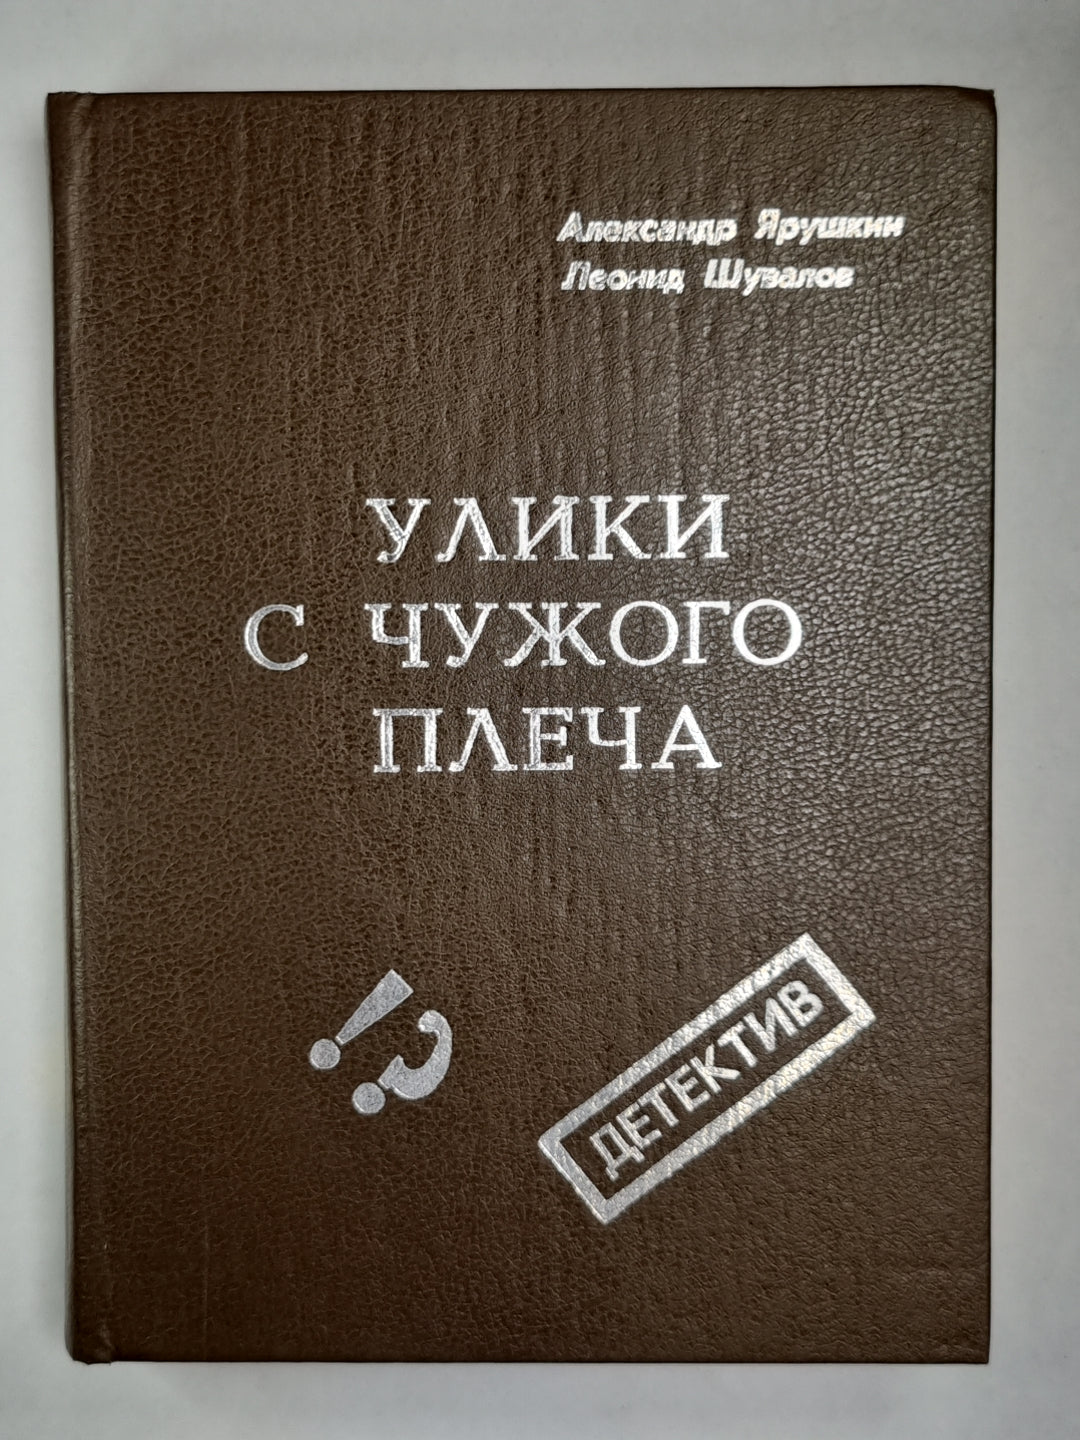 Александр Ярушкин
Леонид Шувалов
УЛИКИ
С ЧУЖОГО
ПЛЕЧА
!?
ДЕТЕКТИВ